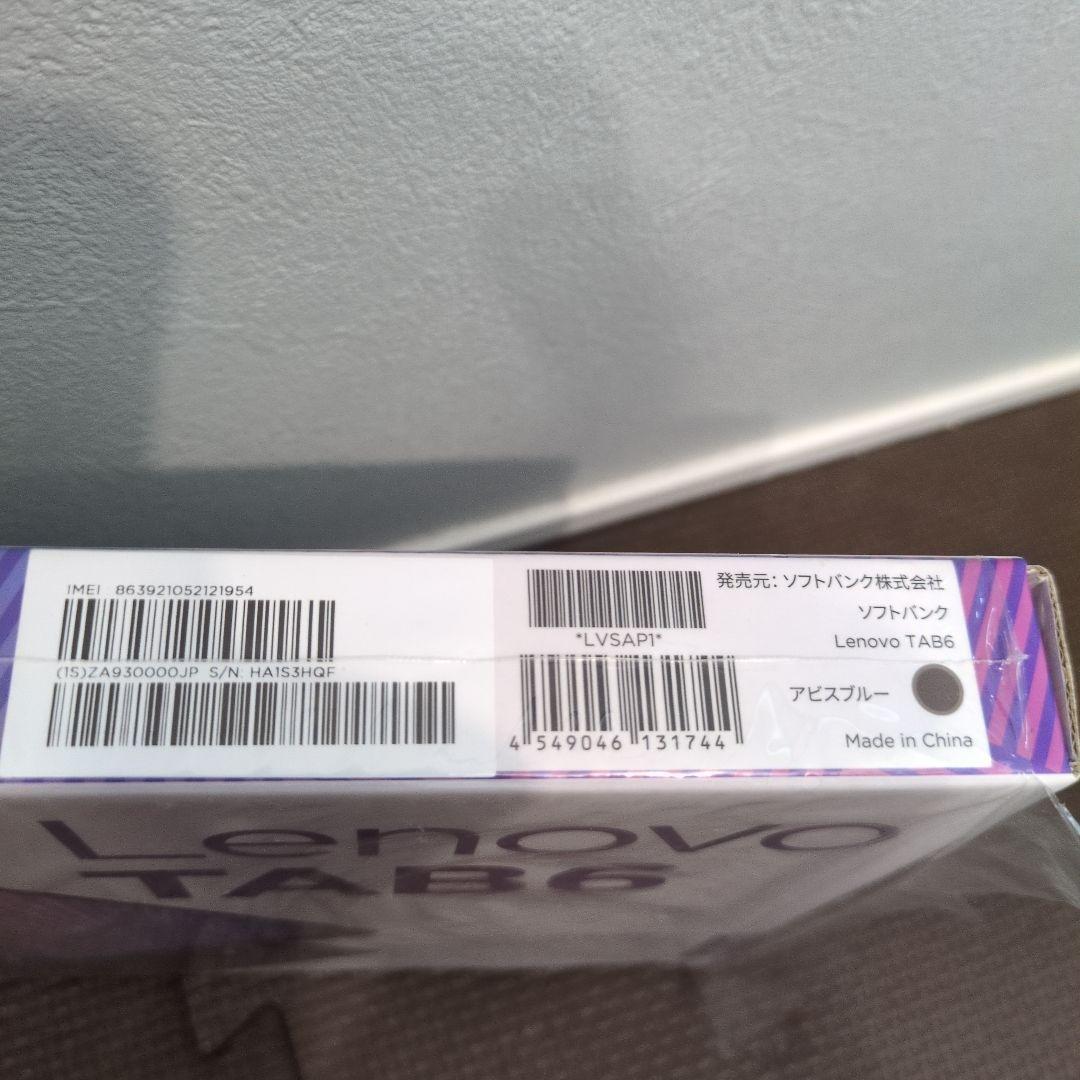 IMEI 863921052121954
(1S)ZA930000JP S/N: HA1S3HQF
*LVSAP1*
4 549046 131744
発売元: ソフトバンク株式会社
ソフトバンク
Lenovo TAB6
アビスブルー
Made in China
Lenovo
TAB6